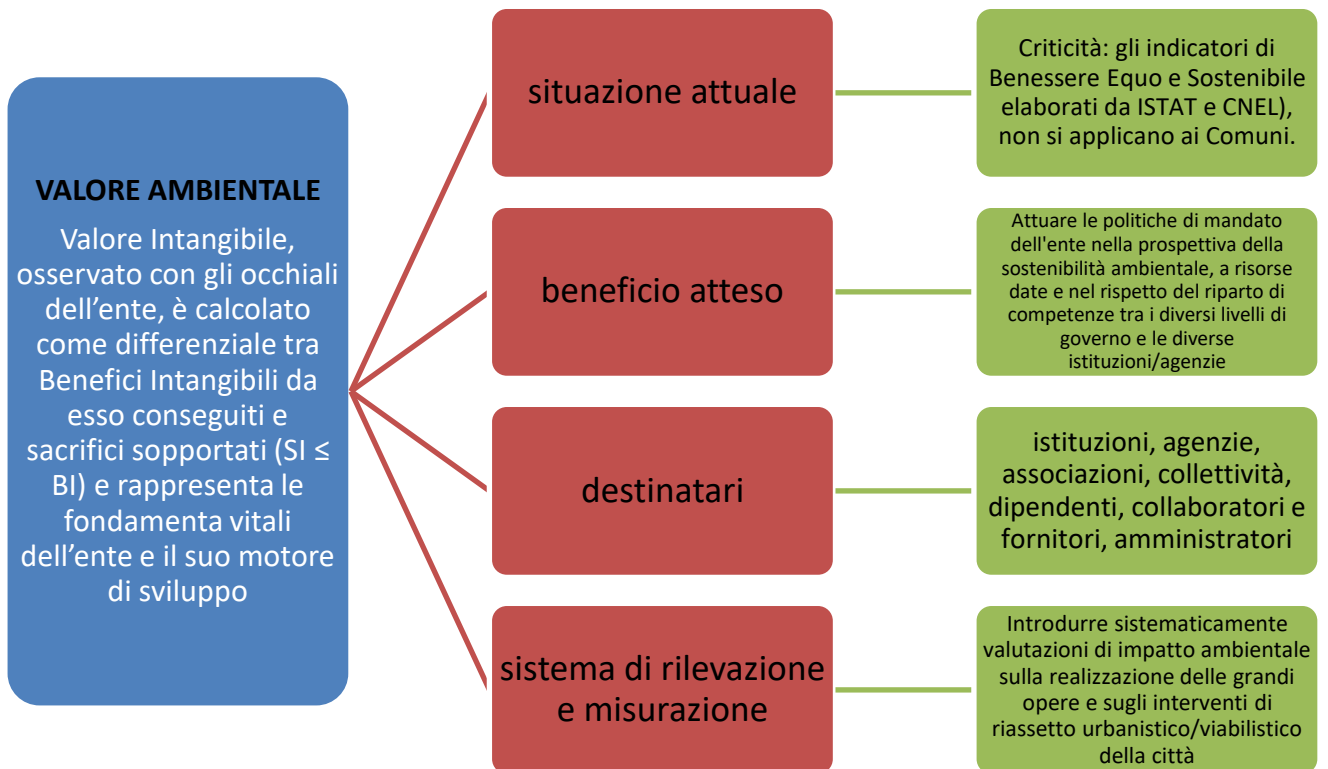 VALORE AMBIENTALE
Valore Intangibile,
osservato con gli occhiali
dell’ente, è calcolato
come differenziale tra
Benefici Intangibili da
esso conseguiti e
sacrifici sopportati (SI ≤
BI) e rappresenta le
fondamenta vitali
dell’ente e il suo motore
di sviluppo
situazione attuale
Criticità: gli indicatori di
Benessere Equo e Sostenibile
elaborati da ISTAT e CNEL),
non si applicano ai Comuni.
beneficio atteso
Attuare le politiche di mandato
dell'ente nella prospettiva della
sostenibilità ambientale, a risorse
date e nel rispetto del riparto di
competenze tra i diversi livelli di
governo e le diverse
istituzioni/agenzie
destinatari
istituzioni, agenzie,
associazioni, collettività,
dipendenti, collaboratori e
fornitori, amministratori
sistema di rilevazione
e misurazione
Introdurre sistematicamente
valutazioni di impatto ambientale
sulla realizzazione delle grandi
opere e sugli interventi di
riassetto urbanistico/viabilistico
della città